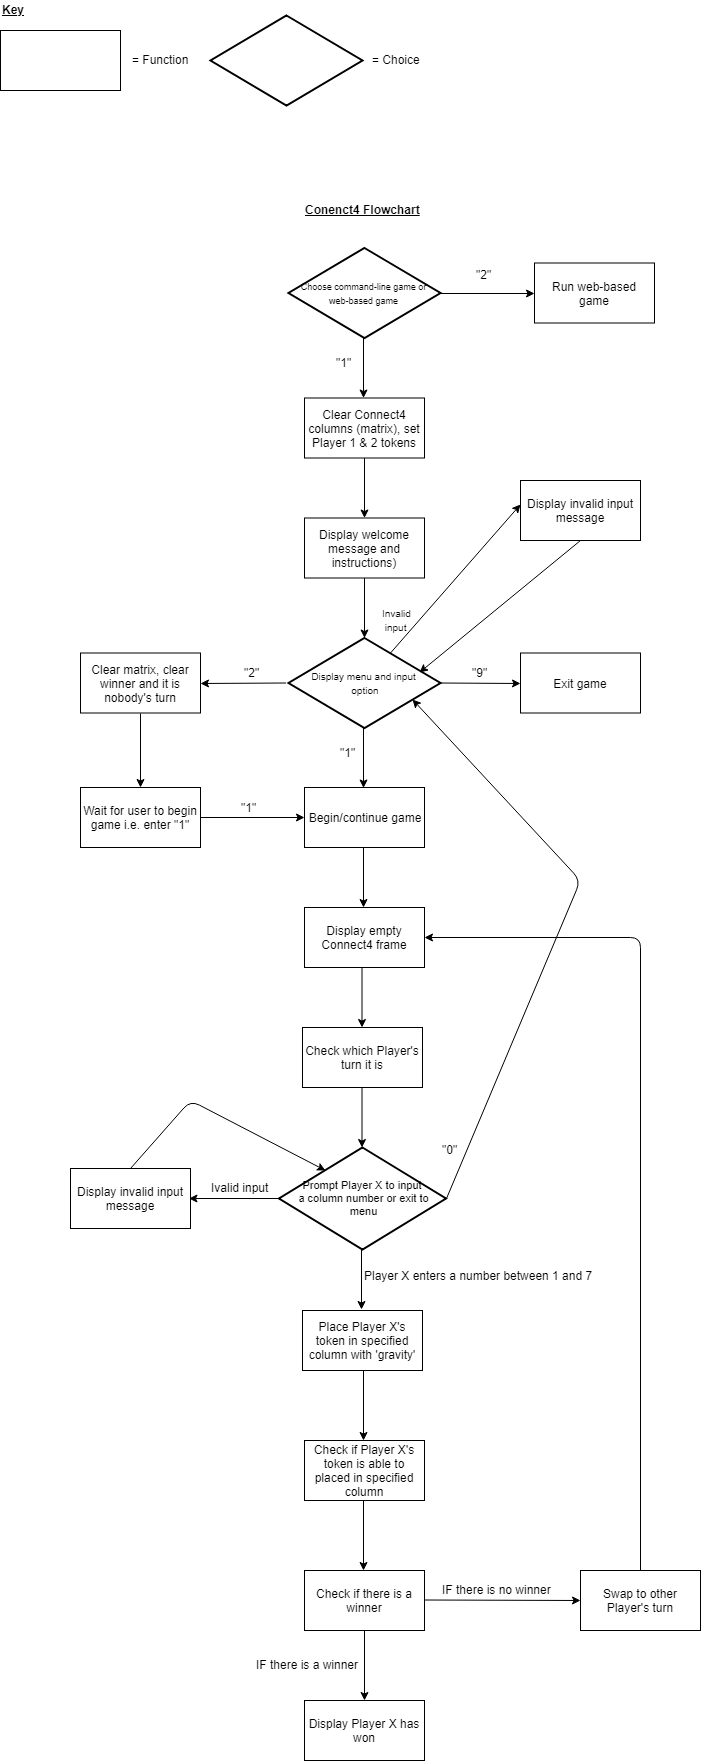 Key
= Function
= Choice
Conenct4 Flowchart
Choose command-line game or
web-based game
"2"
Run web-based
game
"1"
Clear Connect4
columns (matrix), set
Player 1 & 2 tokens
Display invalid input
message
Display welcome
message and
instructions)
Invalid
input
Clear matrix, clear
winner and it is
nobody's turn
"2"
Display menu and input
option
"9"
Exit game
"1"
Wait for user to begin
game i.e. enter "1"
"1"
Begin/continue game
Display empty
Connect4 frame
Check which Player's
turn it is
"0"
Display invalid input
message
Ivalid input
Prompt Player X to input
a column number or exit to
menu
Player X enters a number between 1 and 7
Place Player X's
token in specified
column with 'gravity'
Check if Player X's
token is able to
placed in specified
column
Check if there is a
winner
IF there is no winner
Swap to other
Player's turn
IF there is a winner
Display Player X has
won